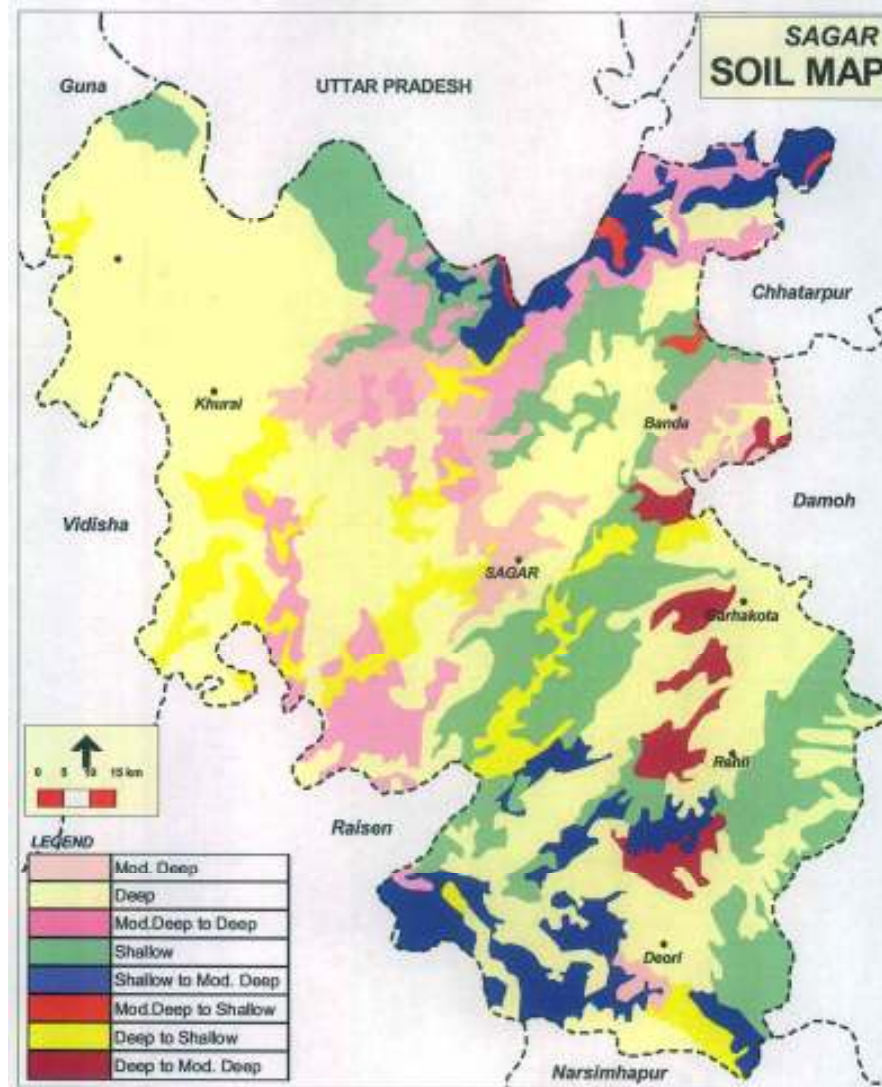 SAGAR
SOIL MAP
Guna
UTTAR PRADESH
Chhatarpur
Khurai
Banda
Damoh
Vidisha
SAGAR
Garhakota
0 5 10 15 km
Rehli
Raisen
LEGEND
Mod. Deep
Deep
Mod.Deep to Deep
Shallow
Deori
Shallow to Mod. Deep
Mod.Deep to Shallow
Deep to Shallow
Deep to Mod. Deep
Narsimhapur